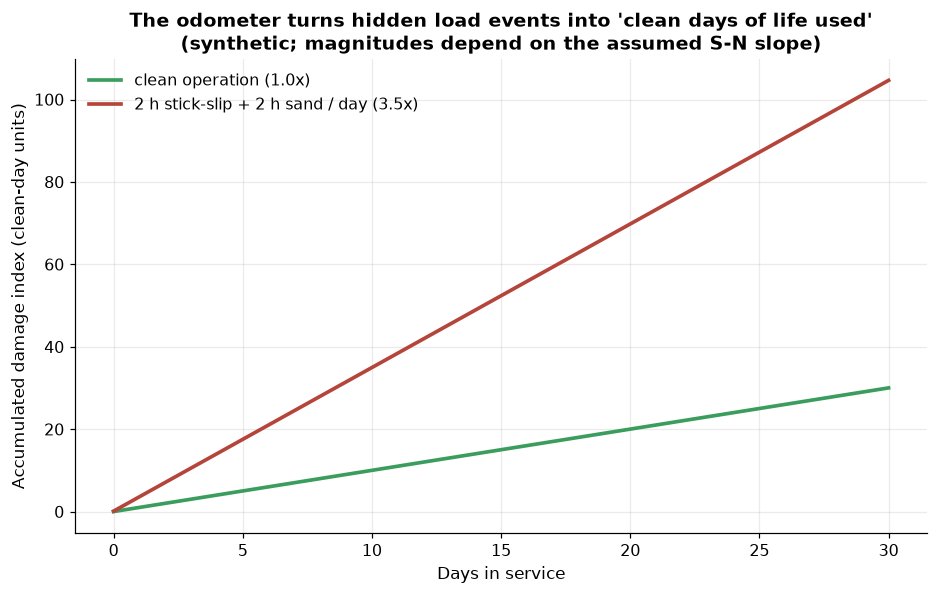 The odometer turns hidden load events into 'clean days of life used'
(synthetic; magnitudes depend on the assumed S-N slope)
clean operation (1.0x)
2 h stick-slip + 2 h sand / day (3.5x)
Accumulated damage index (clean-day units)
100
80
60
40
20
0
0 5 10 15 20 25 30
Days in service